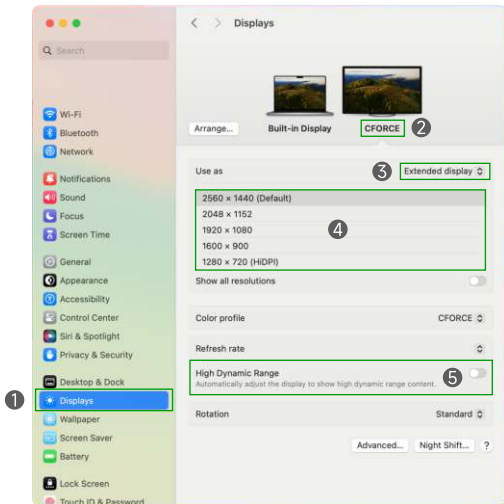 Displays
Search
Wi-Fi
Bluetooth
Network
Notifications
Sound
Focus
Screen Time
General
Appearance
Accessibility
Control Center
Siri & Spotlight
Privacy & Security
Desktop & Dock
1
Displays
Wallpaper
Screen Saver
Battery
Lock Screen
Touch ID & Password
Arrange...
Built-in Display
CFORCE
2
Use as
3
Extended display
2560 × 1440 (Default)
2048 × 1152
1920 × 1080
4
1600 × 900
1280 × 720 (HiDPI)
Show all resolutions
Color profile
CFORCE
Refresh rate
High Dynamic Range
Automatically adjust the display to show high dynamic range content.
5
Rotation
Standard
Advanced...
Night Shift...
?